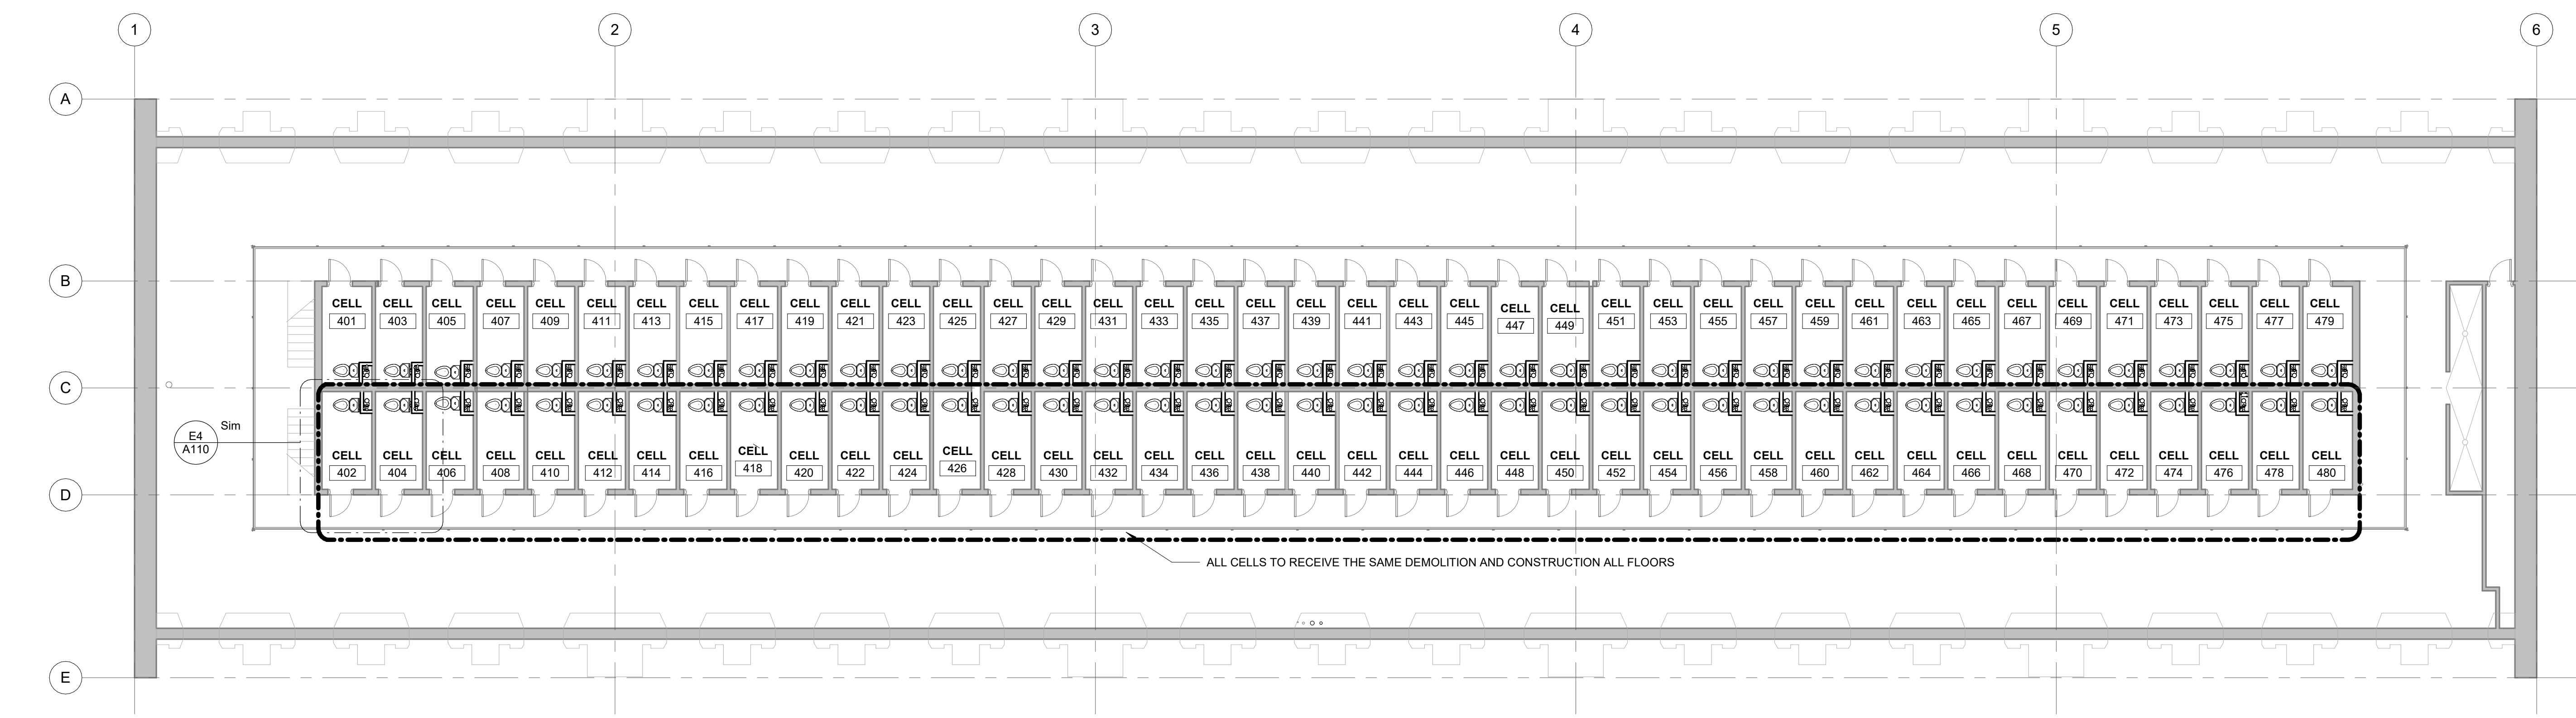 1 2 3 4 5 6
A
B
CELL CELL CELL CELL CELL CELL CELL CELL CELL CELL CELL CELL CELL CELL CELL CELL CELL CELL CELL CELL CELL CELL CELL CELL CELL CELL CELL CELL CELL CELL CELL CELL CELL CELL CELL CELL CELL CELL CELL CELL
401 403 405 407 409 411 413 415 417 419 421 423 425 427 429 431 433 435 437 439 441 443 445 447 449 451 453 455 457 459 461 463 465 467 469 471 473 475 477 479
C
Sim
E4
A110
CELL CELL CELL CELL CELL CELL CELL CELL CELL CELL CELL CELL CELL CELL CELL CELL CELL CELL CELL CELL CELL CELL CELL CELL CELL CELL CELL CELL CELL CELL CELL CELL CELL CELL CELL CELL CELL CELL CELL CELL
402 404 406 408 410 412 414 416 418 420 422 424 426 428 430 432 434 436 438 440 442 444 446 448 450 452 454 456 458 460 462 464 466 468 470 472 474 476 478 480
D
ALL CELLS TO RECEIVE THE SAME DEMOLITION AND CONSTRUCTION ALL FLOORS
E